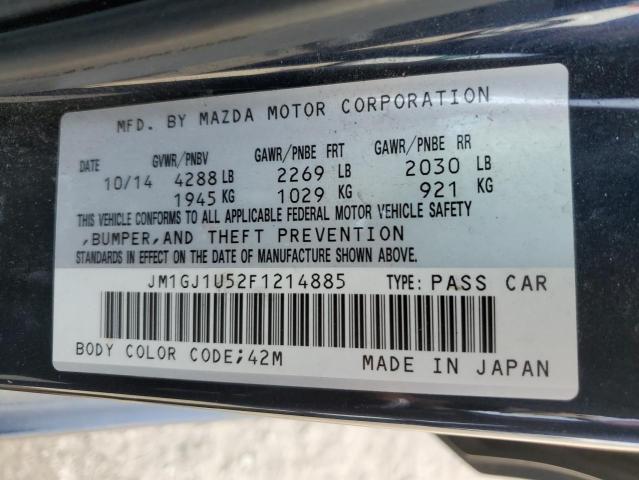 MFD. BY MAZDA MOTOR CORPORATION
DATE GVWR/PNBV GAWR/PNBE FRT GAWR/PNBE RR
10/14 4288 LB 2269 LB 2030 LB
1945 KG 1029 KG 921 KG
THIS VEHICLE CONFORMS TO ALL APPLICABLE FEDERAL MOTOR VEHICLE SAFETY
,BUMPER,AND THEFT PREVENTION
STANDARDS IN EFFECT ON THE DATE OF MANUFACTURE SHOWN ABOVE.
JM1GJ1U52F1214885 TYPE: PASS CAR
BODY COLOR CODE;42M MADE IN JAPAN